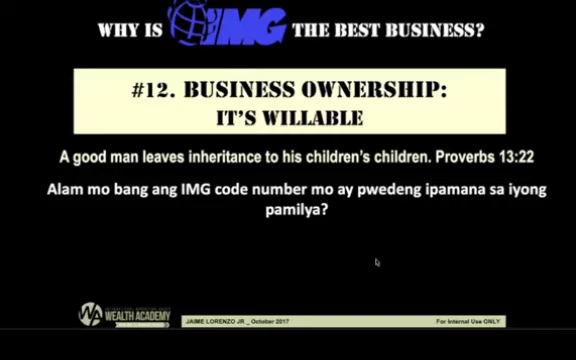 WHY IS IMG THE BEST BUSINESS?
#12. BUSINESS OWNERSHIP:
IT'S WILLABLE
A good man leaves inheritance to his children's children. Proverbs 13:22
Alam mo bang ang IMG code number mo ay pwedeng ipamana sa iyong
pamilya?
WA WEALTH ACADEMY
JAIME LORENZO JR _ October 2017
For Internal Use ONLY